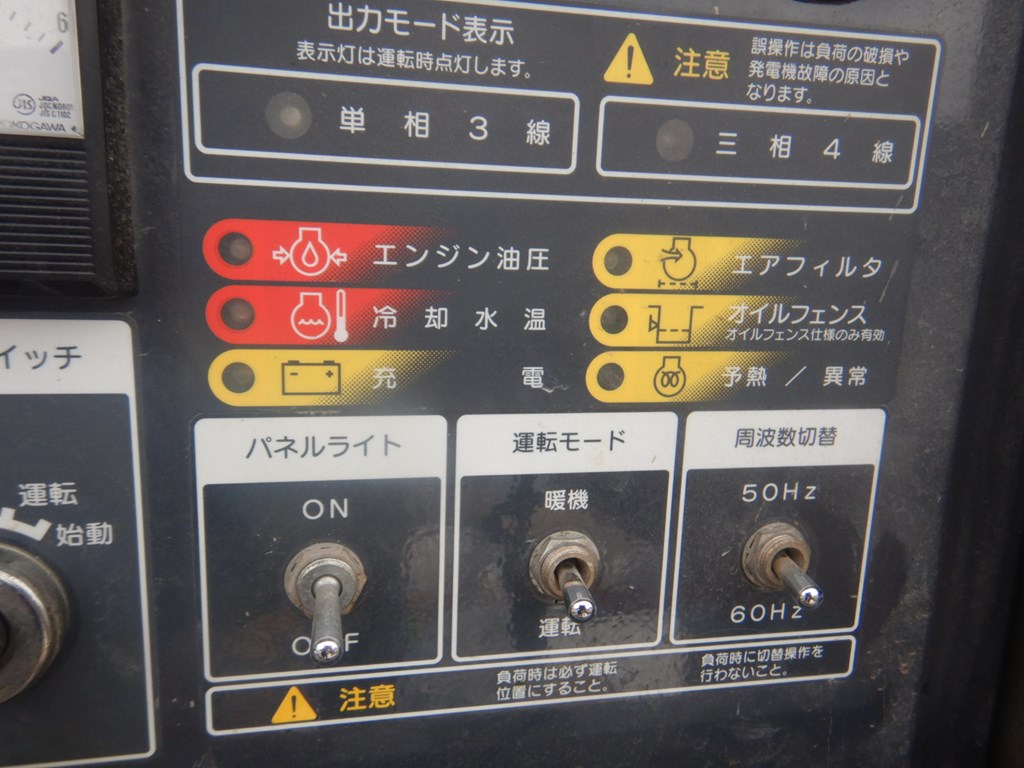 6
JIS
YOKOGAWA
出力モード表示
表示灯は運転時点灯します。
注意
誤操作は負荷の破損や
発電機故障の原因と
なります。
単相3線
三相4線
エンジン油圧
エアフィルタ
冷却水温
オイルフェンス
オイルフェンス仕様のみ有効
充電
予熱/異常
イッチ
運転
始動
パネルライト
ON
OFF
運転モード
暖機
運転
周波数切替
50Hz
60Hz
注意
負荷時は必ず運転
位置にすること。
負荷時に切替操作を
行わないこと。